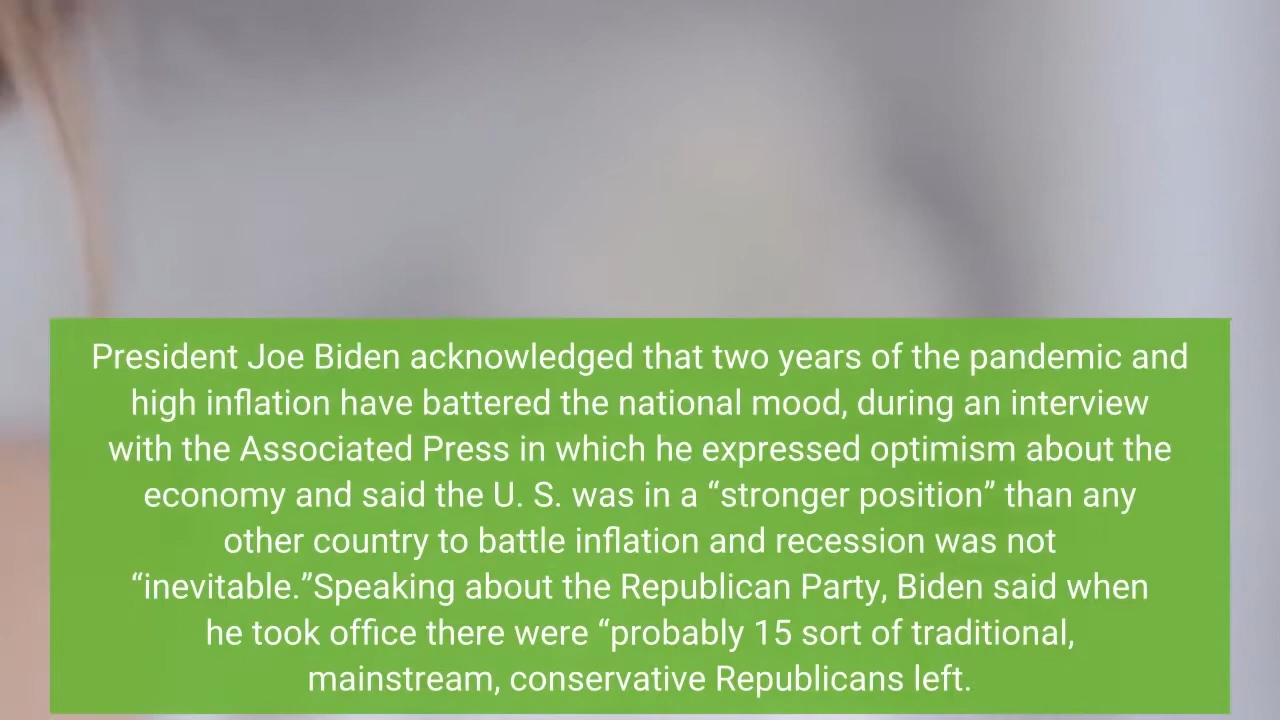 President Joe Biden acknowledged that two years of the pandemic and
high inflation have battered the national mood, during an interview
with the Associated Press in which he expressed optimism about the
economy and said the U. S. was in a “stronger position” than any
other country to battle inflation and recession was not
“inevitable.”Speaking about the Republican Party, Biden said when
he took office there were “probably 15 sort of traditional,
mainstream, conservative Republicans left.